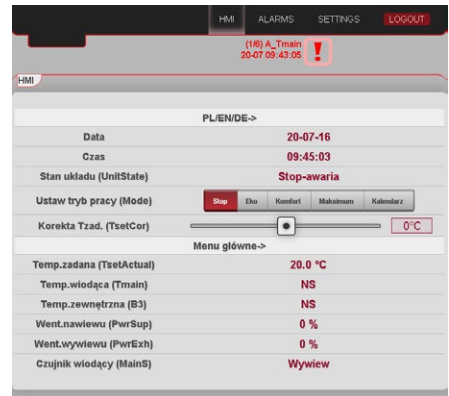 HMI ALARMS SETTINGS LOGOUT
(1/6) A_Tmain
20-07 09:43:05
HMI
PL/EN/DE->
Data 20-07-16
Czas 09:45:03
Stan układu (UnitState) Stop-awaria
Ustaw tryb pracy (Mode) Stop Eko Komfort Maksimum Kalendarz
Korekta Tzad. (TsetCor) 0°C
Menu główne->
Temp.zadana (TsetActual) 20.0 °C
Temp.wiodąca (Tmain) NS
Temp.zewnętrzna (B3) NS
Went.nawiewu (PwrSup) 0 %
Went.wywiewu (PwrExh) 0 %
Czujnik wiodący (MainS) Wywiew